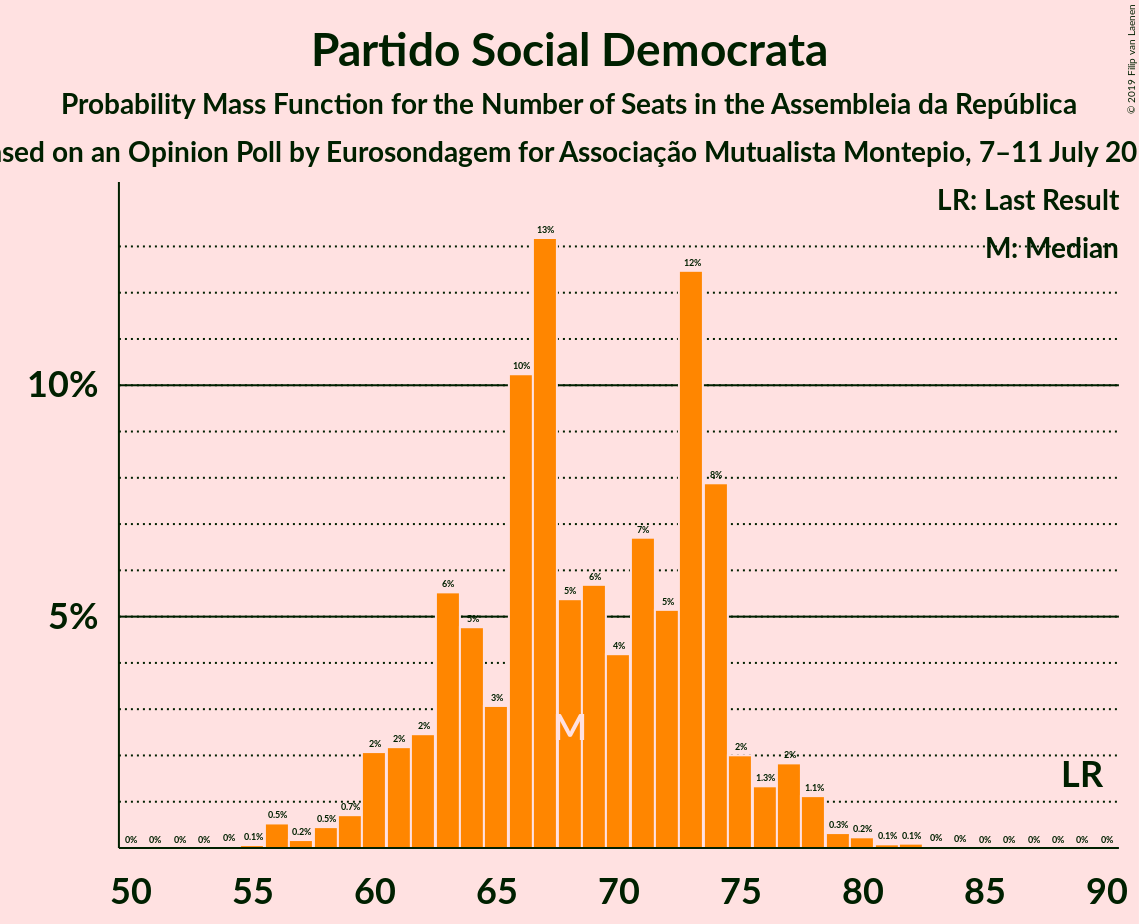 Partido Social Democrata
Probability Mass Function for the Number of Seats in the Assembleia da República
on an Opinion Poll by Eurosondagem for Associação Mutualista Montepio, 7–11 July
© 2019 Filip van Laenen
LR: Last Result
M: Median
10%
5%
0% 0% 0% 0% 0% 0.1% 0.5% 0.2% 0.5% 0.7% 2% 2% 2% 6% 5% 3% 10% 13% 5% 6% 4% 7% 5% 12% 8% 2% 1.3% 2% 1.1% 0.3% 0.2% 0.1% 0.1% 0% 0% 0% 0% 0% 0% 0% 0%
M
LR
50 55 60 65 70 75 80 85 90